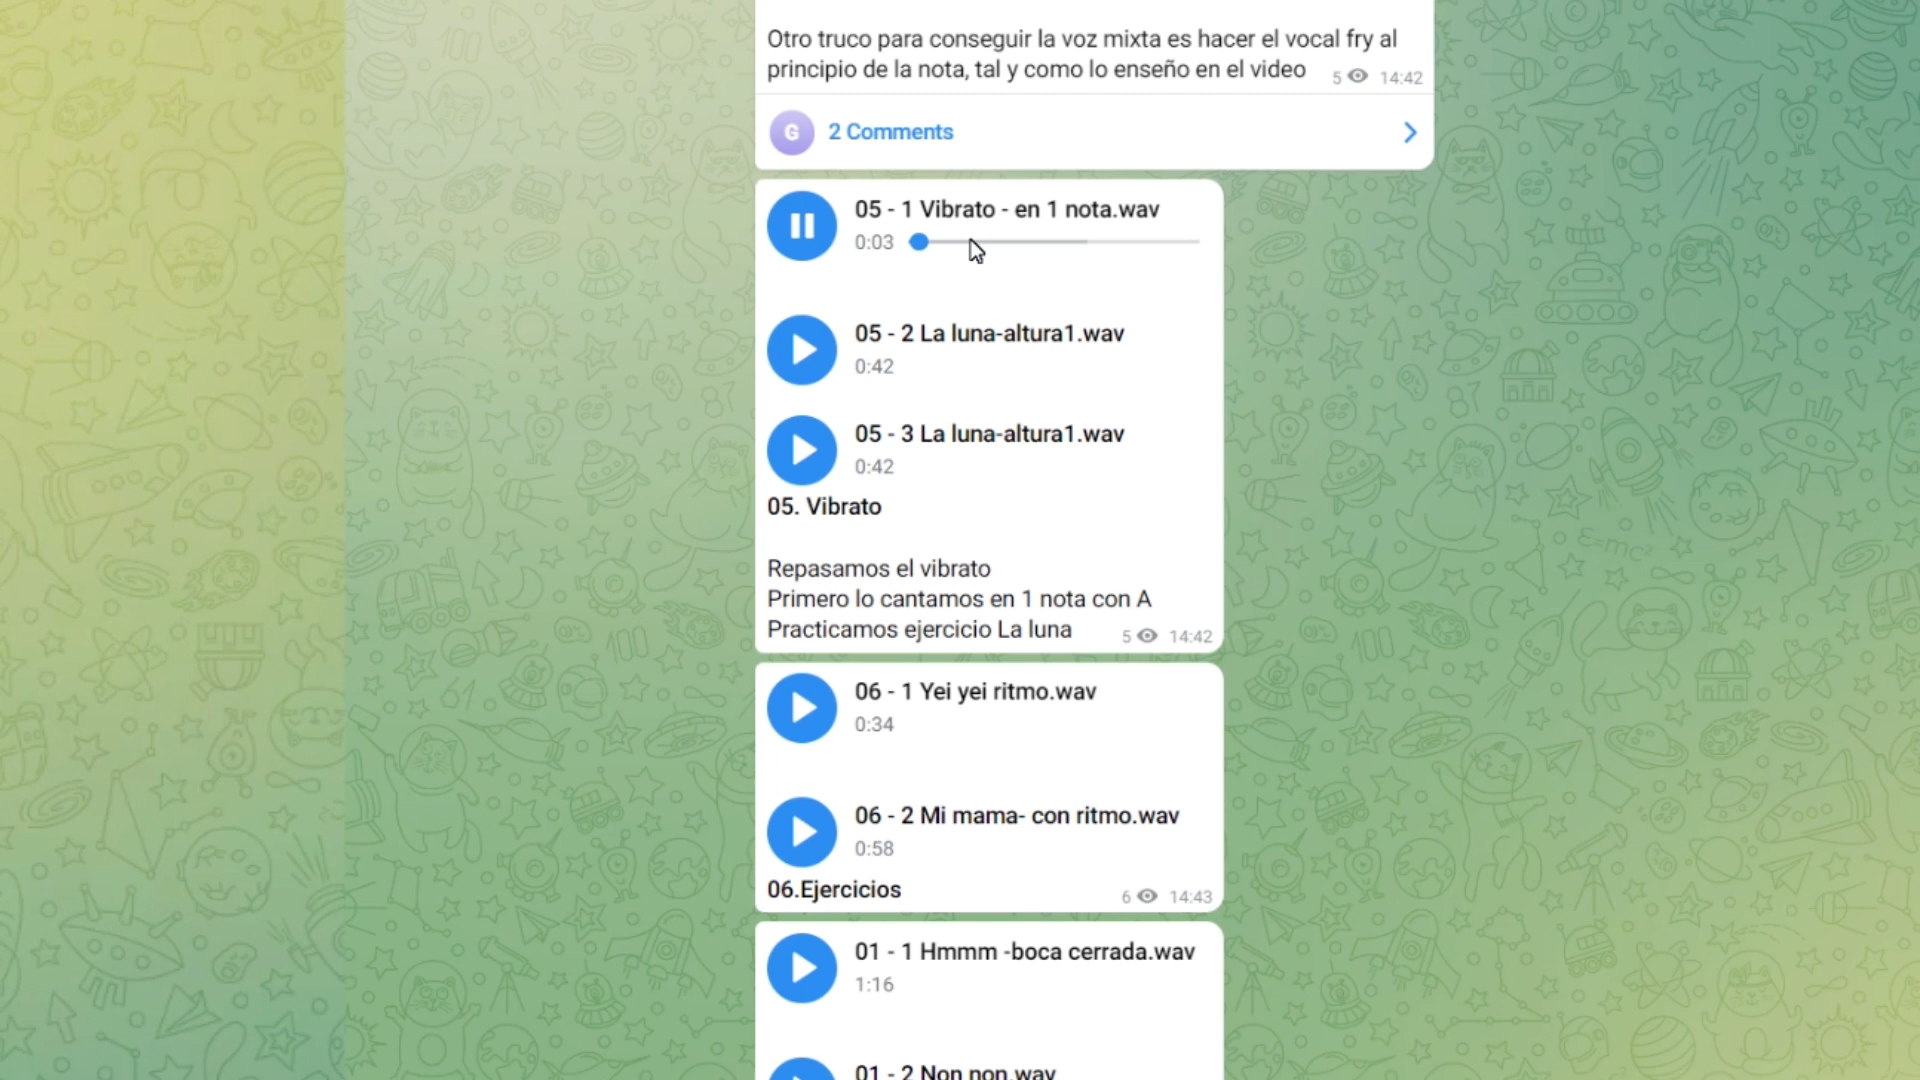 Otro truco para conseguir la voz mixta es hacer el vocal fry al
principio de la nota, tal y como lo enseño en el video
5 14:42
G 2 Comments
05 - 1 Vibrato - en 1 nota.wav
0:03
05 - 2 La luna-altura1.wav
0:42
05 - 3 La luna-altura1.wav
0:42
05. Vibrato
Repasamos el vibrato
Primero lo cantamos en 1 nota con A
Practicamos ejercicio La luna
5 14:42
06 - 1 Yei yei ritmo.wav
0:34
06 - 2 Mi mama- con ritmo.wav
0:58
06.Ejercicios
6 14:43
01 - 1 Hmmm -boca cerrada.wav
1:16
01 - 2 Non non.wav